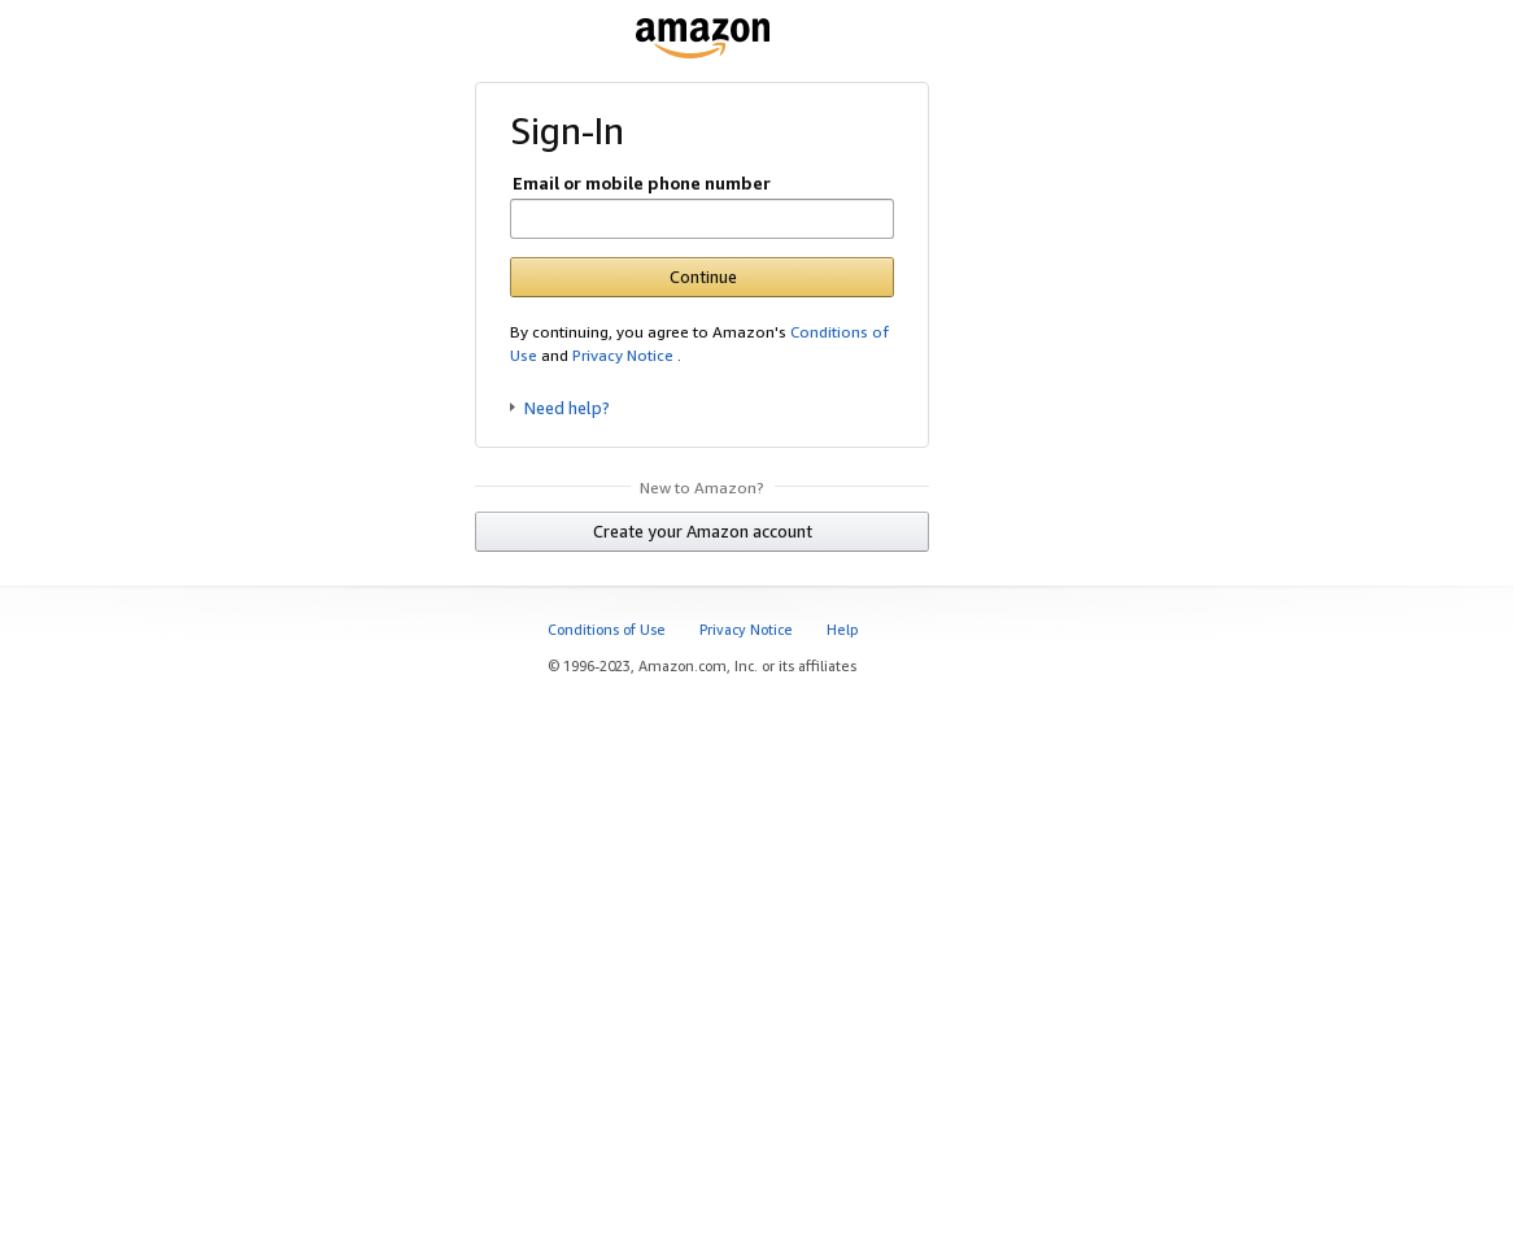 amazon
Sign-In
Email or mobile phone number
Continue
By continuing, you agree to Amazon's Conditions of
Use and Privacy Notice .
Need help?
New to Amazon?
Create your Amazon account
Conditions of Use Privacy Notice Help
© 1996-2023, Amazon.com, Inc. or its affiliates